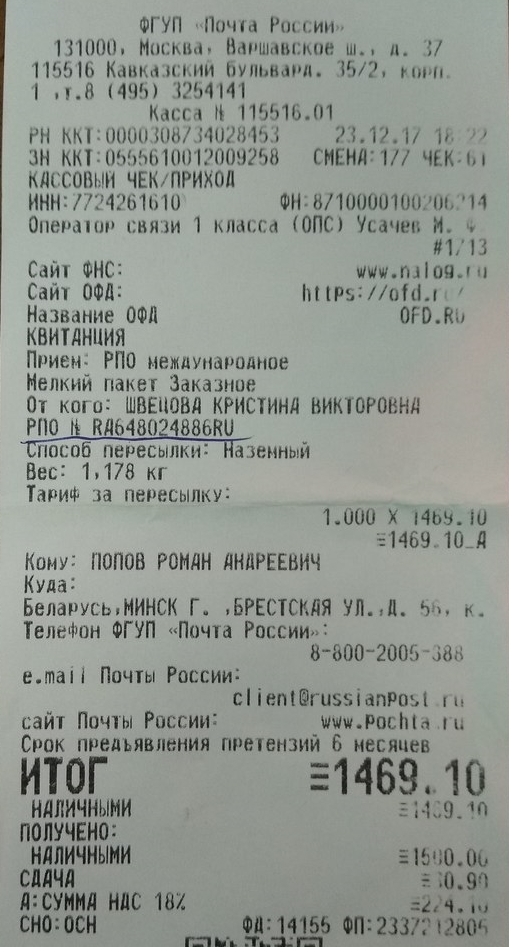 ФГУП «Почта России»
131000, Москва, Варшавское ш., д. 37
115516 Кавказский бульвар. 35/2, корп.
1 ,т.8 (495) 3254141
Касса № 115516.01
РН ККТ:0000308734028453 23.12.17 18:22
ЗН ККТ:0555610012009258 СМЕНА:177 ЧЕК:61
КАССОВЫЙ ЧЕК/ПРИХОД
ИНН:7724261610 ФН:8710000100206214
Оператор связи 1 класса (ОПС) Усачев М.
#1713
Сайт ФНС: www.nalog.ru
Сайт ОФД: https://ofd.ru/
Название ОФД OFD.RU
КВИТАНЦИЯ
Прием: РПО международное
Мелкий пакет Заказное
От кого: ШВЕЦОВА КРИСТИНА ВИКТОРОВНА
РПО № RA648024886RU
Способ пересылки: Наземный
Вес: 1,178 кг
Тариф за пересылку:
1.000 X 1469.10
≡1469.10_А
Кому: ПОПОВ РОМАН АНДРЕЕВИЧ
Куда:
Беларусь,МИНСК Г. ,БРЕСТСКАЯ УЛ.,Д. 56, к.
Телефон ФГУП «Почта России»:
8-800-2005-388
e.mail Почты России:
client@russianpost.ru
сайт Почты России: www.pochta.ru
Срок предъявления претензий 6 месяцев
ИТОГ ≡1469.10
НАЛИЧНЫМИ ≡1469.10
ПОЛУЧЕНО:
НАЛИЧНЫМИ ≡1500.00
СДАЧА ≡30.90
А:СУММА НДС 18% ≡224.10
СНО:ОСН ФД:14155 ФП:2337212805